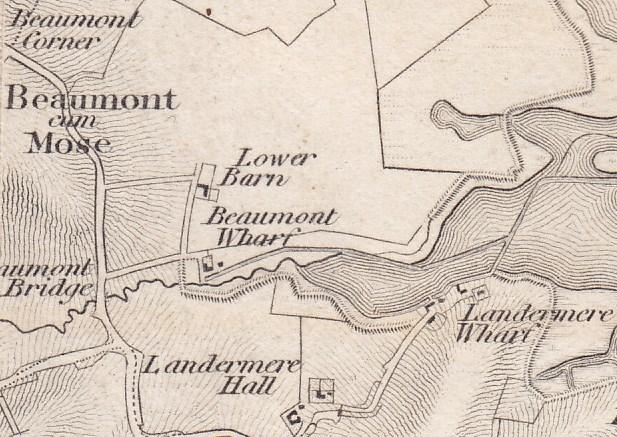 Beaumont
Corner
Beaumont
cum
Mose
Lower
Barn
Beaumont
Wharf
aumont
Bridge
Landermere
Wharf
Landermere
Hall